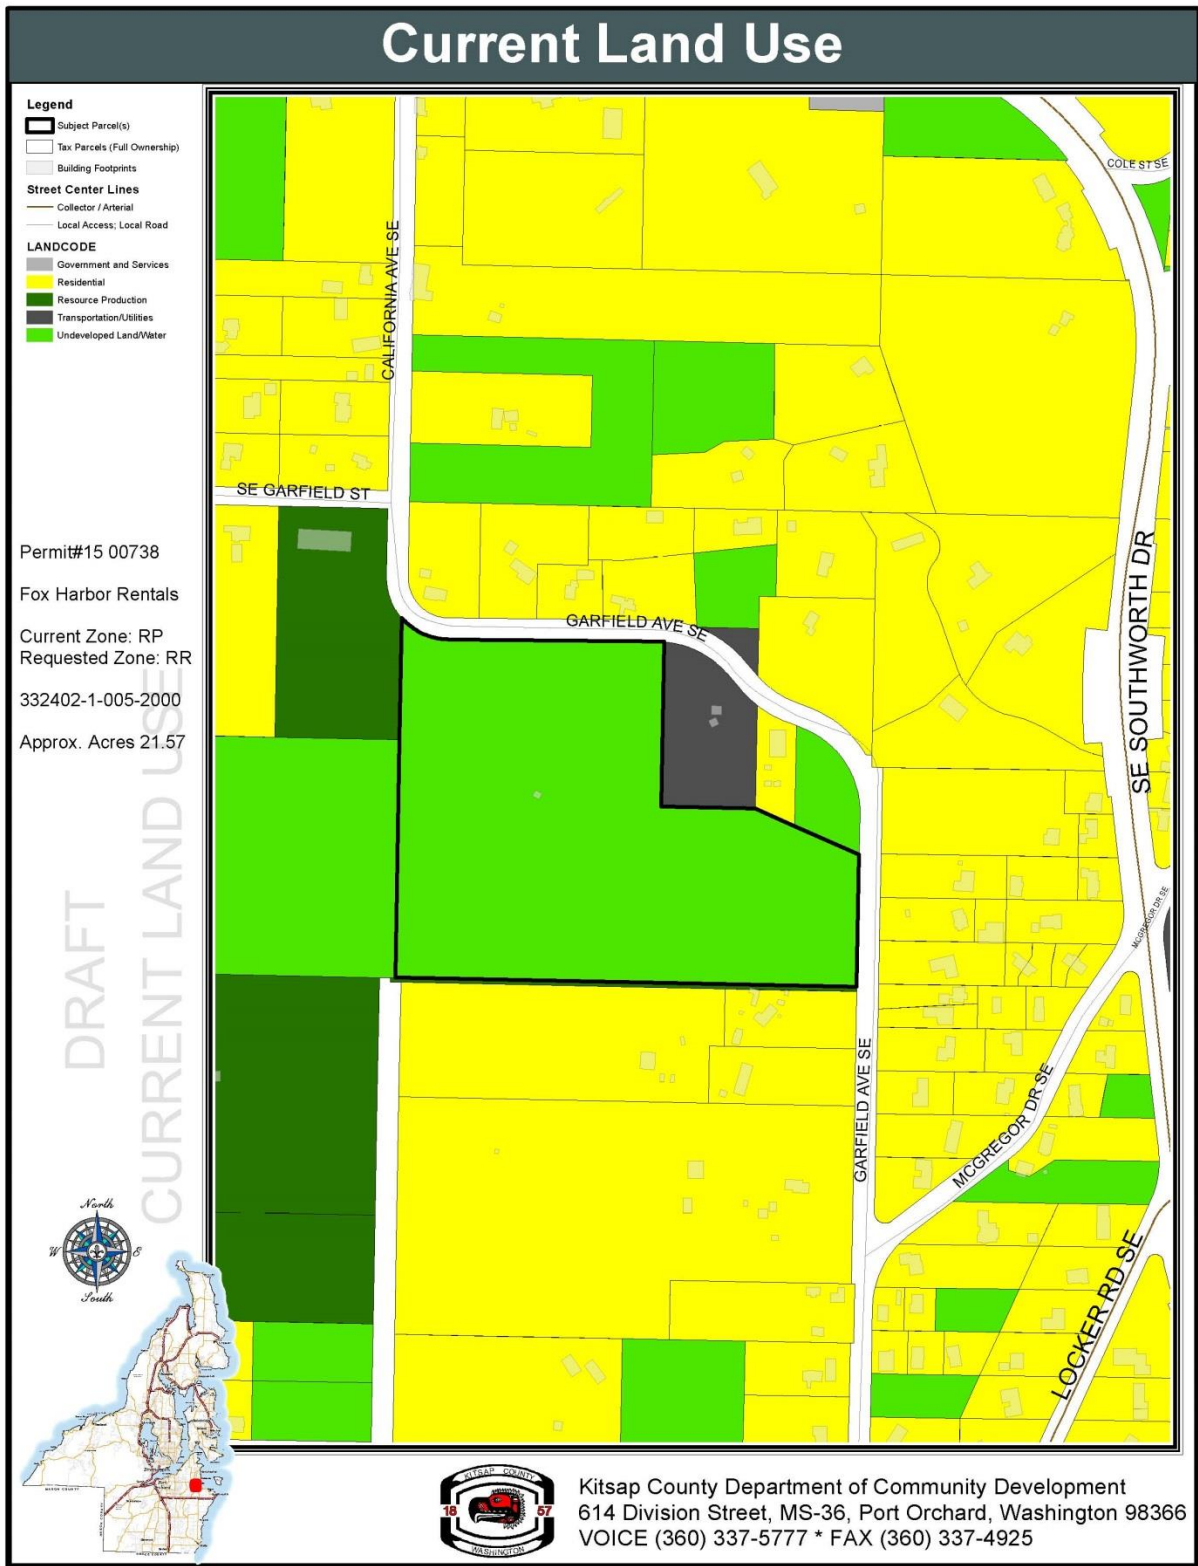 Current Land Use
Legend
Subject Parcel(s)
Tax Parcels (Full Ownership)
Building Footprints
Street Center Lines
Collector / Arterial
Local Access; Local Road
LANDCODE
Government and Services
Residential
Resource Production
Transportation/Utilities
Undeveloped Land/Water
Permit#15 00738
Fox Harbor Rentals
Current Zone: RP
Requested Zone: RR
332402-1-005-2000
Approx. Acres 21.57
DRAFT
CURRENT LAND USE
COLE ST SE
CALIFORNIA AVE SE
SE GARFIELD ST
GARFIELD AVE SE
SE SOUTHWORTH DR
MCGREGOR DR SE
GARFIELD AVE SE
MCGREGOR DR SE
LOCKER RD SE
North
W
E
South
KITSAP COUNTY
18
57
WASHINGTON
Kitsap County Department of Community Development
614 Division Street, MS-36, Port Orchard, Washington 98366
VOICE (360) 337-5777 * FAX (360) 337-4925